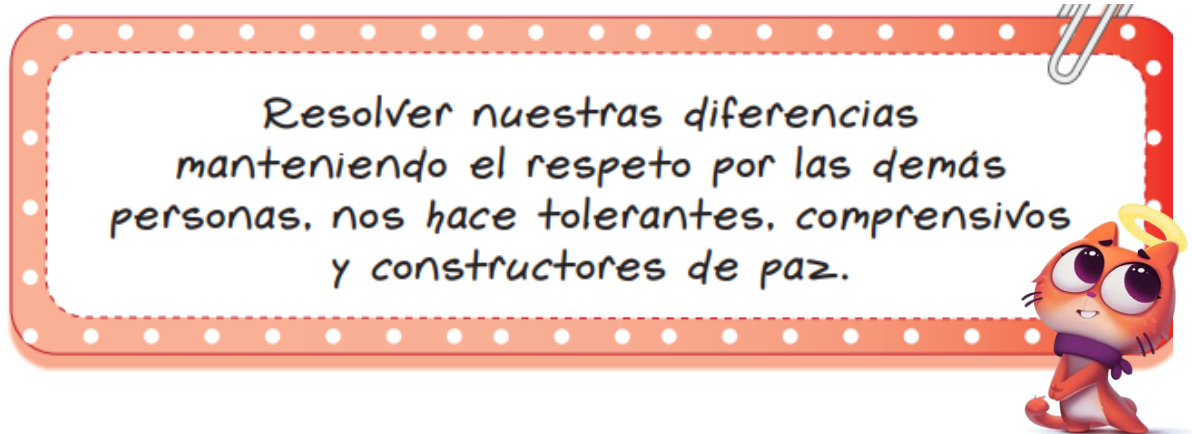 Resolver nuestras diferencias
manteniendo el respeto por las demás
personas, nos hace tolerantes, comprensivos
y constructores de paz.